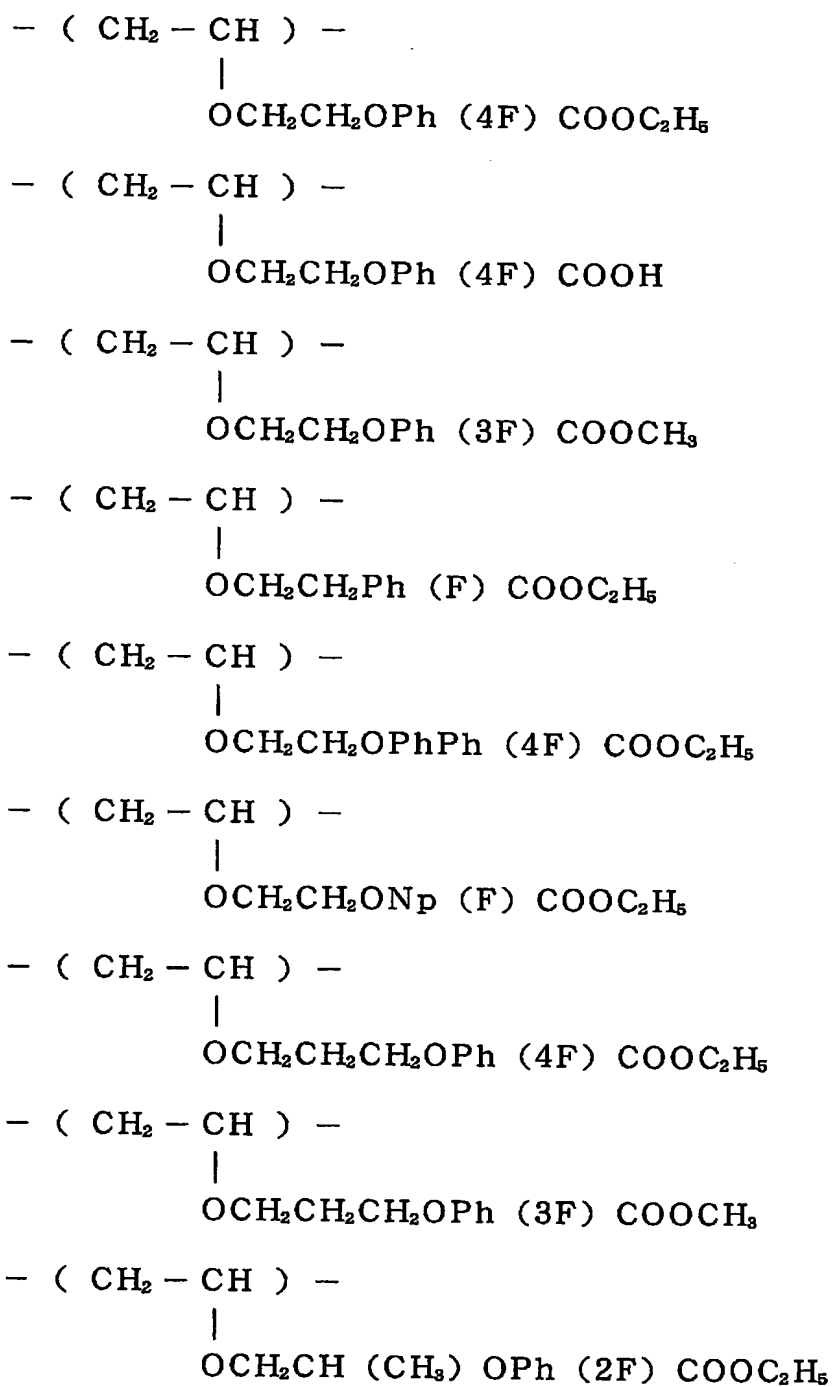 − ( CH₂ − CH ) −
|
OCH₂CH₂OPh (4F) COOC₂H₅
− ( CH₂ − CH ) −
|
OCH₂CH₂OPh (4F) COOH
− ( CH₂ − CH ) −
|
OCH₂CH₂OPh (3F) COOCH₃
− ( CH₂ − CH ) −
|
OCH₂CH₂Ph (F) COOC₂H₅
− ( CH₂ − CH ) −
|
OCH₂CH₂OPhPh (4F) COOC₂H₅
− ( CH₂ − CH ) −
|
OCH₂CH₂ONp (F) COOC₂H₅
− ( CH₂ − CH ) −
|
OCH₂CH₂CH₂OPh (4F) COOC₂H₅
− ( CH₂ − CH ) −
|
OCH₂CH₂CH₂OPh (3F) COOCH₃
− ( CH₂ − CH ) −
|
OCH₂CH (CH₃) OPh (2F) COOC₂H₅